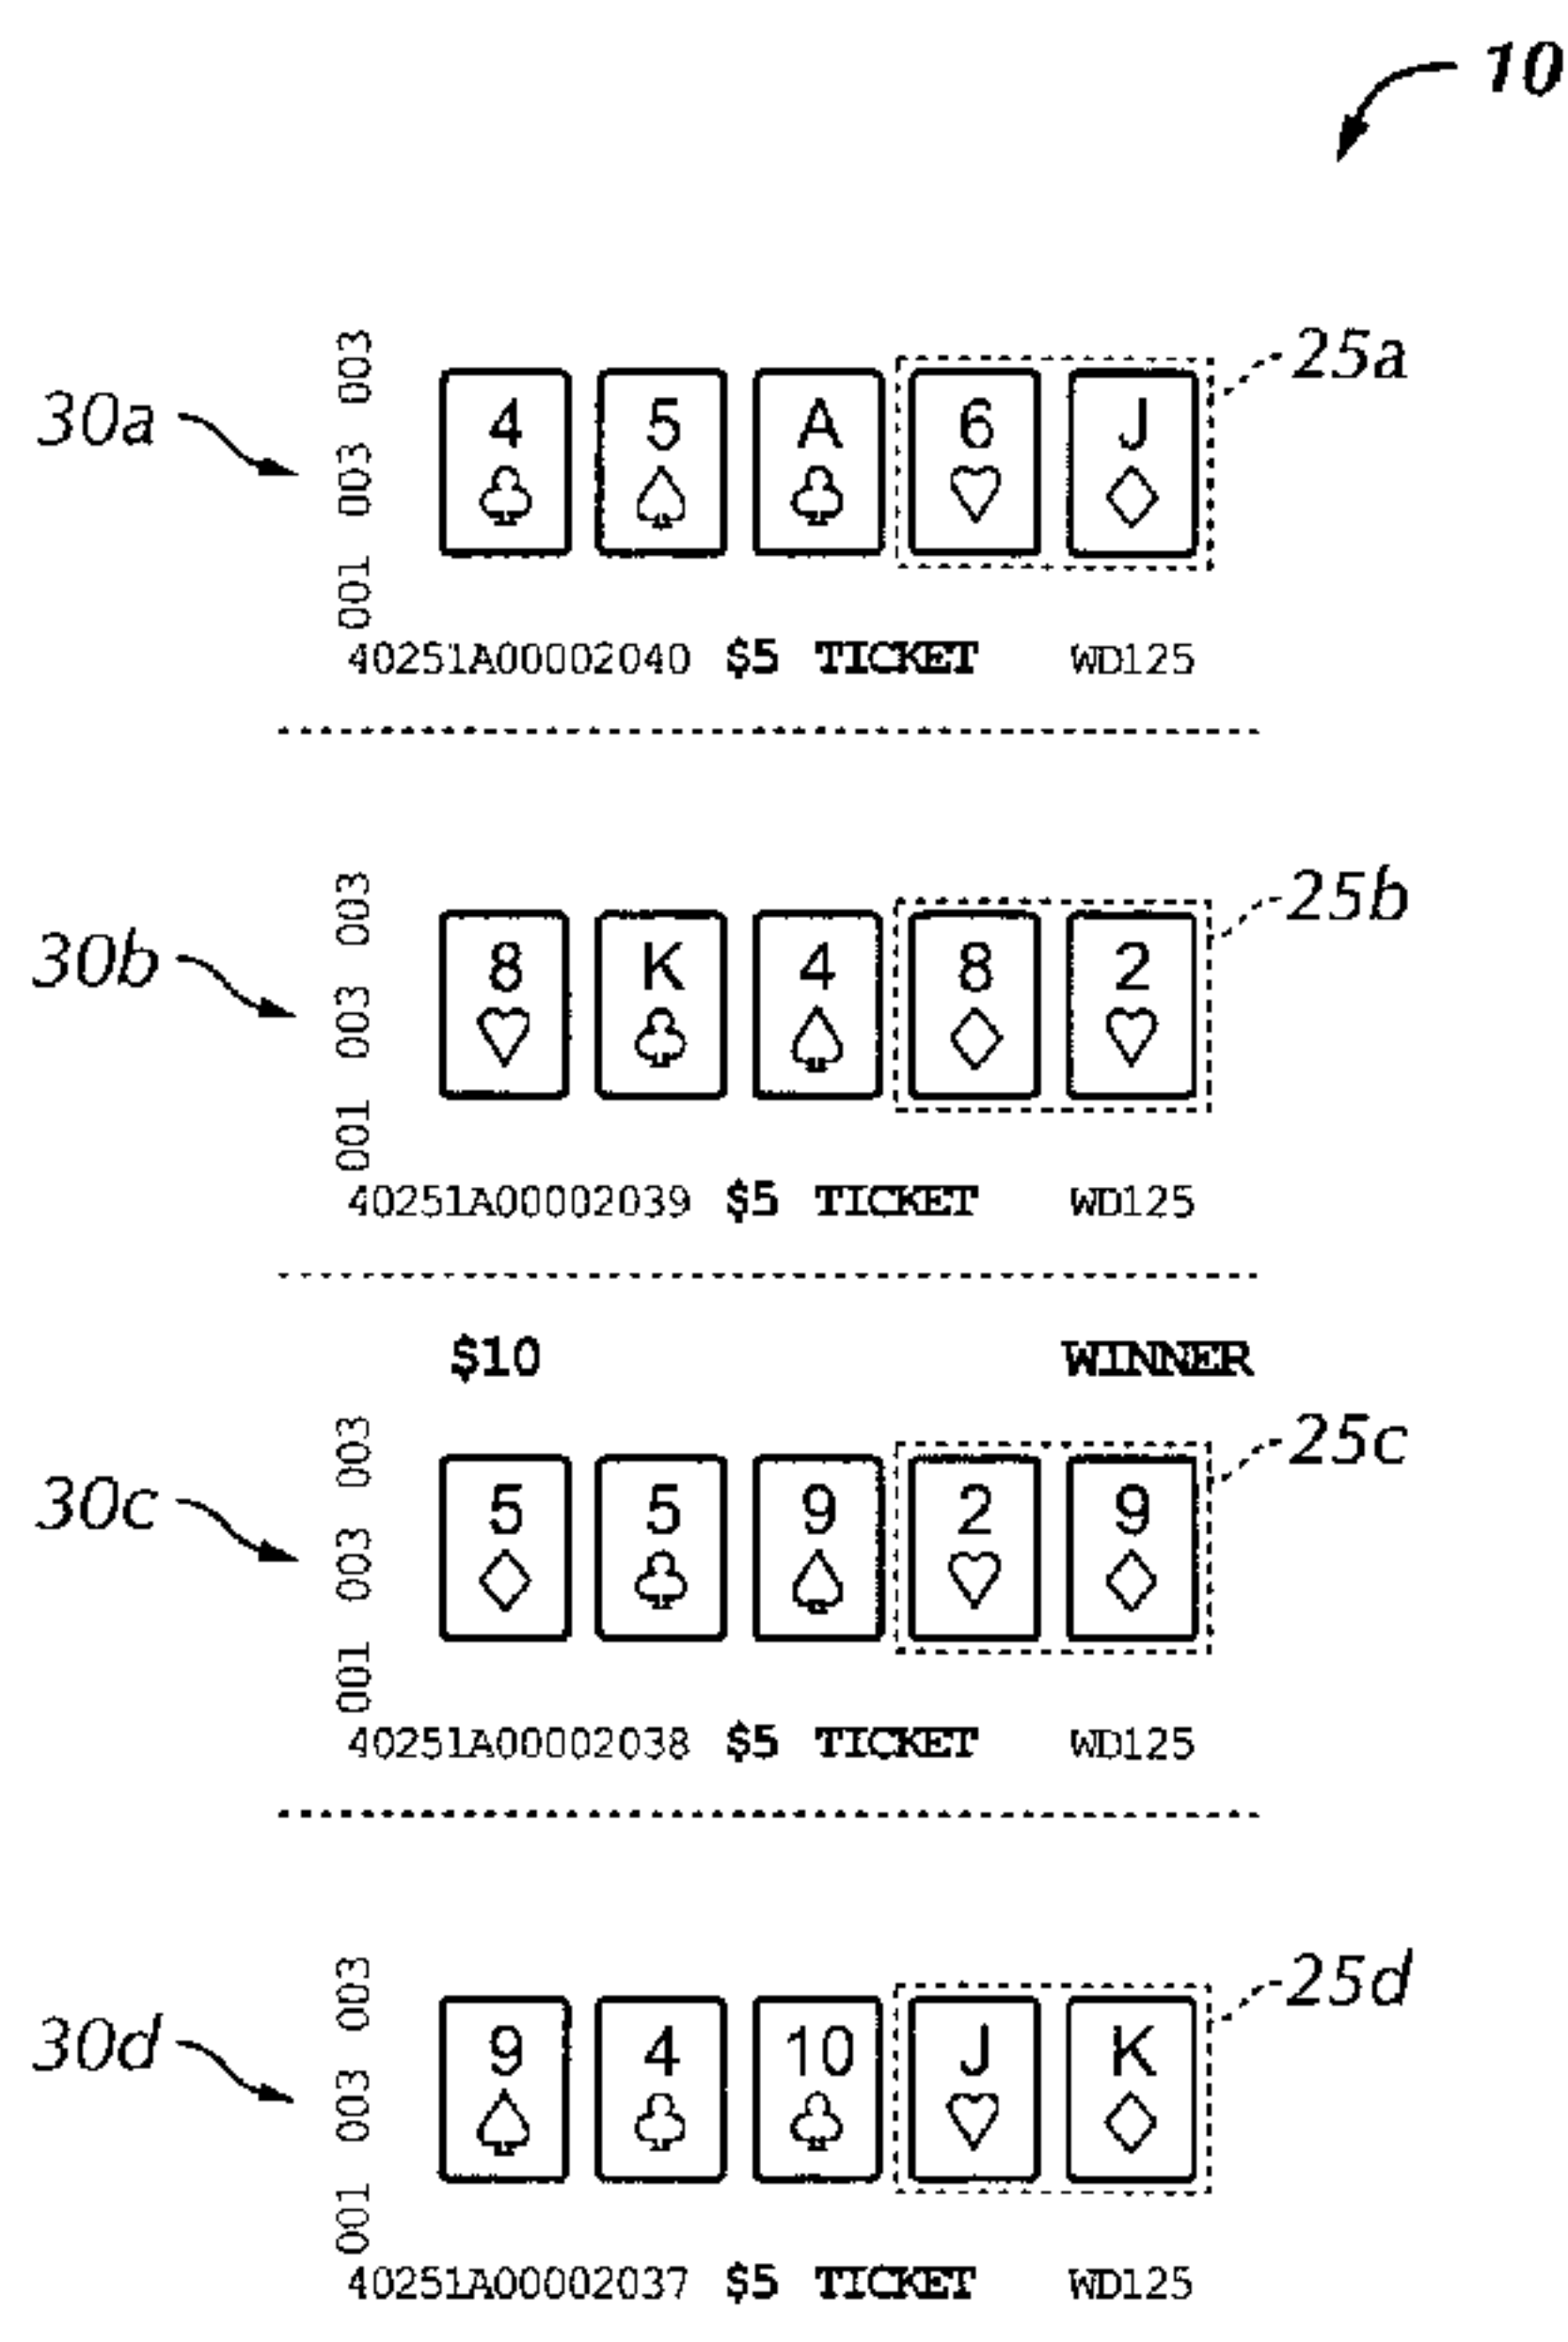 10
003 25a
30a 003 4 5 A 6 J
001
40251A00002040 $5 TICKET WD125
003 25b
30b 003 8 K 4 8 2
001
40251A00002039 $5 TICKET WD125
$10 WINNER
003 25c
30c 003 5 5 9 2 9
001
40251A00002038 $5 TICKET WD125
003 25d
30d 003 9 4 10 J K
001
40251A00002037 $5 TICKET WD125